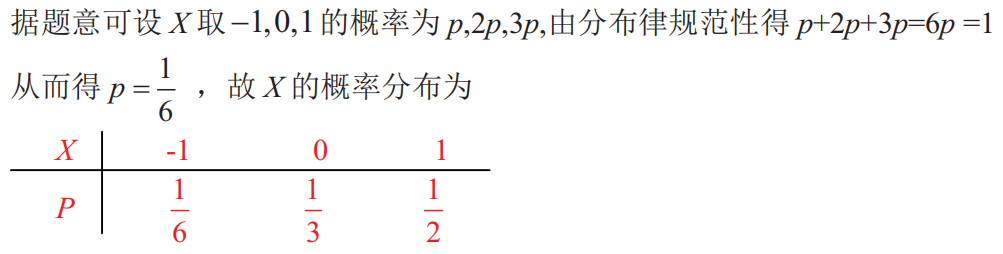 据题意可设 X 取 −1,0,1 的概率为 p,2p,3p,由分布律规范性得 p+2p+3p=6p =1
从而得 p = 1/6 ，故 X 的概率分布为
X -1 0 1
P 1/6 1/3 1/2